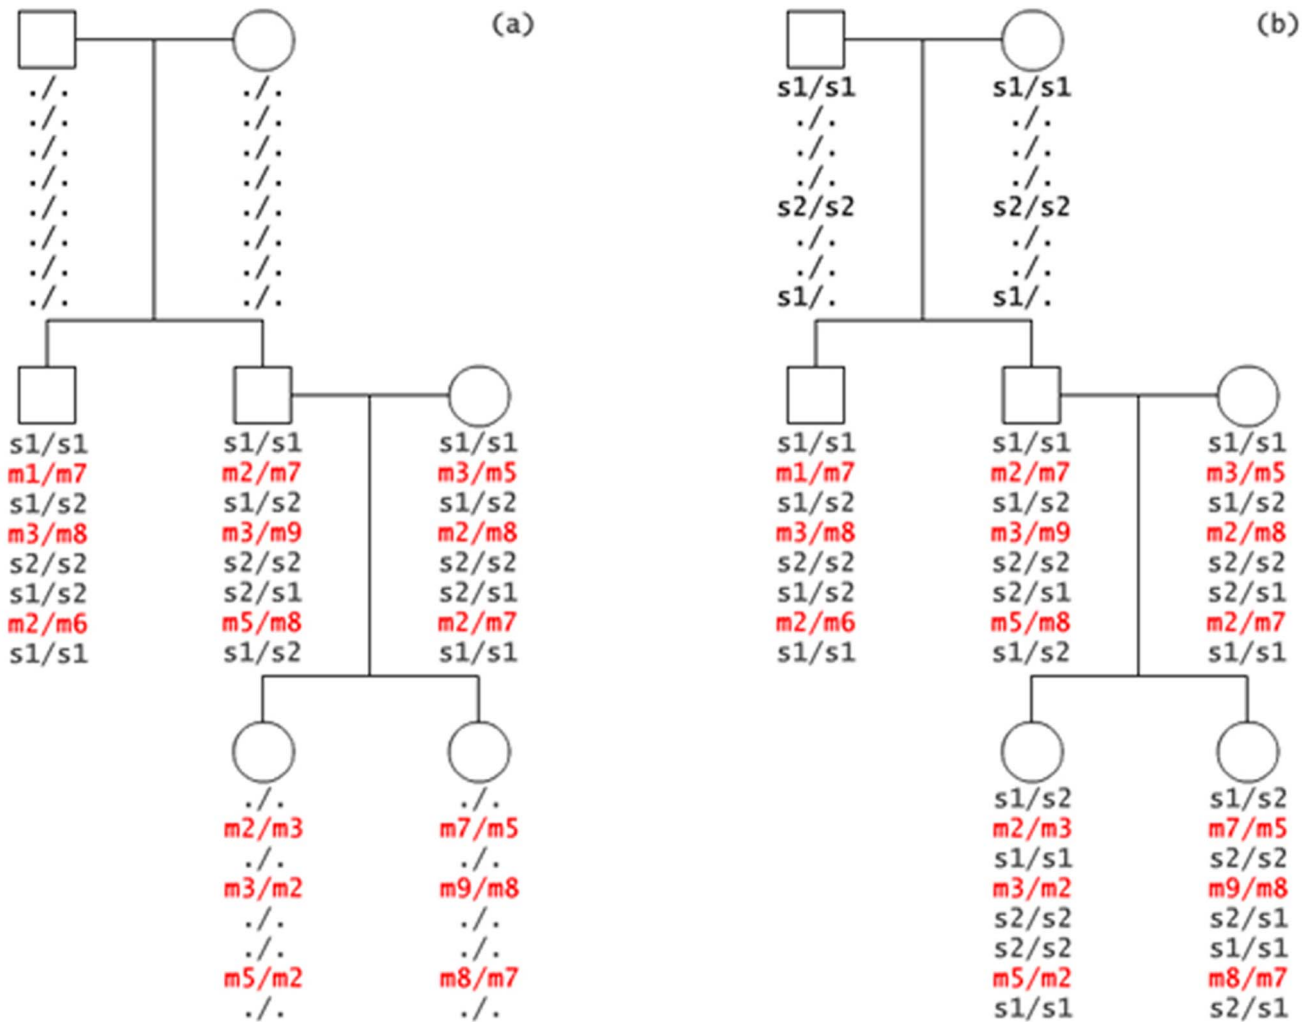 (a)
./. ./.
./. ./.
./. ./.
./. ./.
./. ./.
./. ./.
./. ./.
./. ./.
s1/s1 s1/s1 s1/s1
m1/m7 m2/m7 m3/m5
s1/s2 s1/s2 s1/s2
m3/m8 m3/m9 m2/m8
s2/s2 s2/s2 s2/s2
s1/s2 s2/s1 s2/s1
m2/m6 m5/m8 m2/m7
s1/s1 s1/s2 s1/s1
./. ./.
m2/m3 m7/m5
./. ./.
m3/m2 m9/m8
./. ./.
./. ./.
m5/m2 m8/m7
./. ./.
(b)
s1/s1 s1/s1
./. ./.
./. ./.
./. ./.
s2/s2 s2/s2
./. ./.
./. ./.
s1/. s1/.
s1/s1 s1/s1 s1/s1
m1/m7 m2/m7 m3/m5
s1/s2 s1/s2 s1/s2
m3/m8 m3/m9 m2/m8
s2/s2 s2/s2 s2/s2
s1/s2 s2/s1 s2/s1
m2/m6 m5/m8 m2/m7
s1/s1 s1/s2 s1/s1
s1/s2 s1/s2
m2/m3 m7/m5
s1/s1 s2/s2
m3/m2 m9/m8
s2/s2 s2/s1
s2/s2 s1/s1
m5/m2 m8/m7
s1/s1 s2/s1